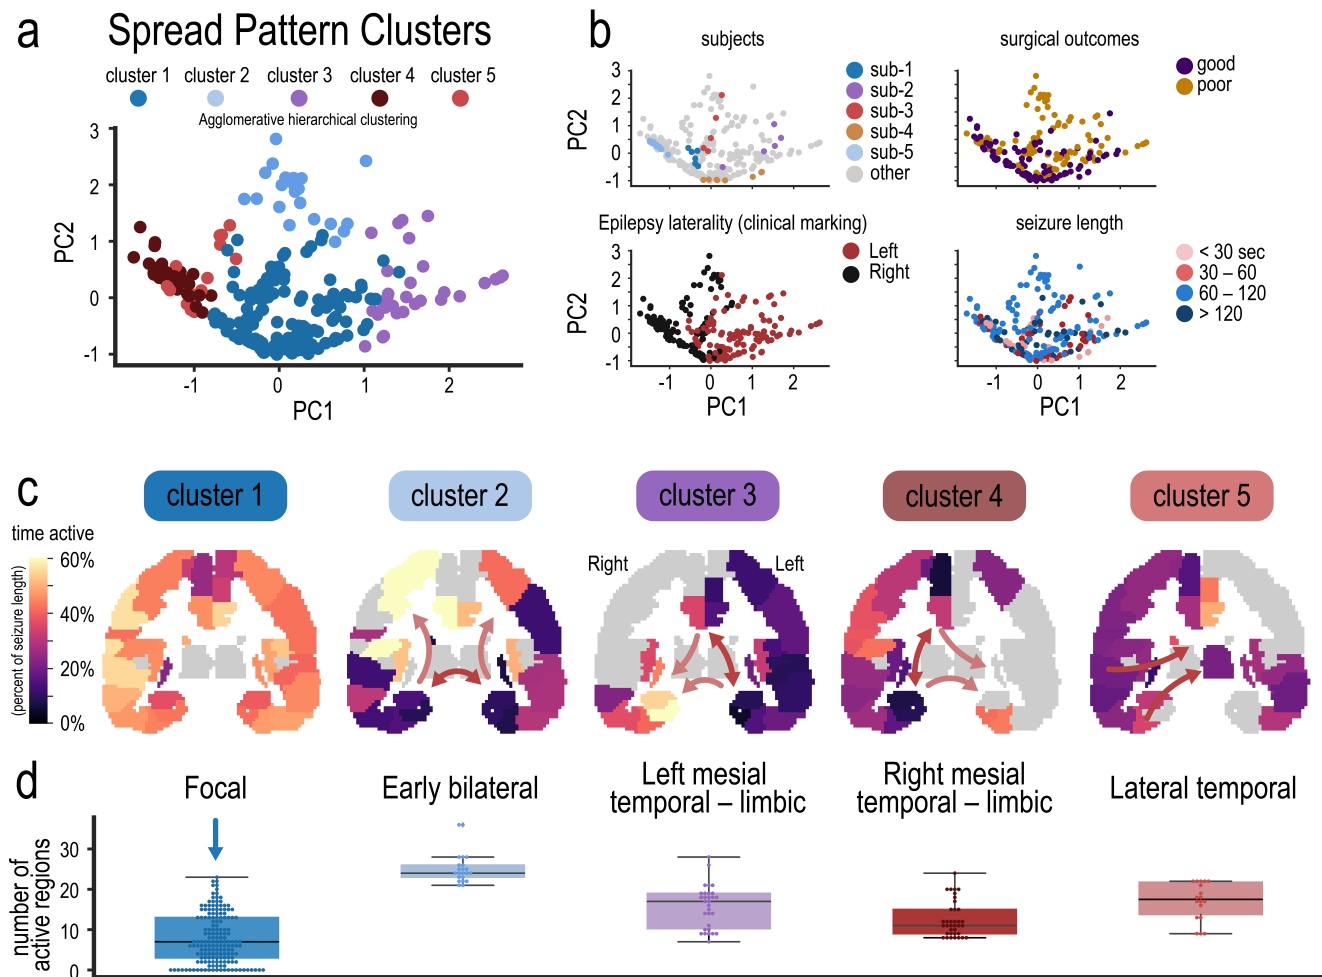 a
Spread Pattern Clusters
cluster 1 cluster 2 cluster 3 cluster 4 cluster 5
Agglomerative hierarchical clustering
3
2
1
0
-1
PC2
-1 0 1 2
PC1
b
subjects
3
2
1
0
-1
PC2
sub-1
sub-2
sub-3
sub-4
sub-5
other
surgical outcomes
good
poor
Epilepsy laterality (clinical marking)
3
2
1
0
-1
PC2
-1 0 1 2
PC1
Left
Right
seizure length
-1 0 1 2
PC1
< 30 sec
30 – 60
60 – 120
> 120
c
cluster 1 cluster 2 cluster 3 cluster 4 cluster 5
time active
(percent of seizure length)
60%
40%
20%
0%
Right Left
d
Focal
Early bilateral
Left mesial
temporal – limbic
Right mesial
temporal – limbic
Lateral temporal
number of
active regions
30
20
10
0